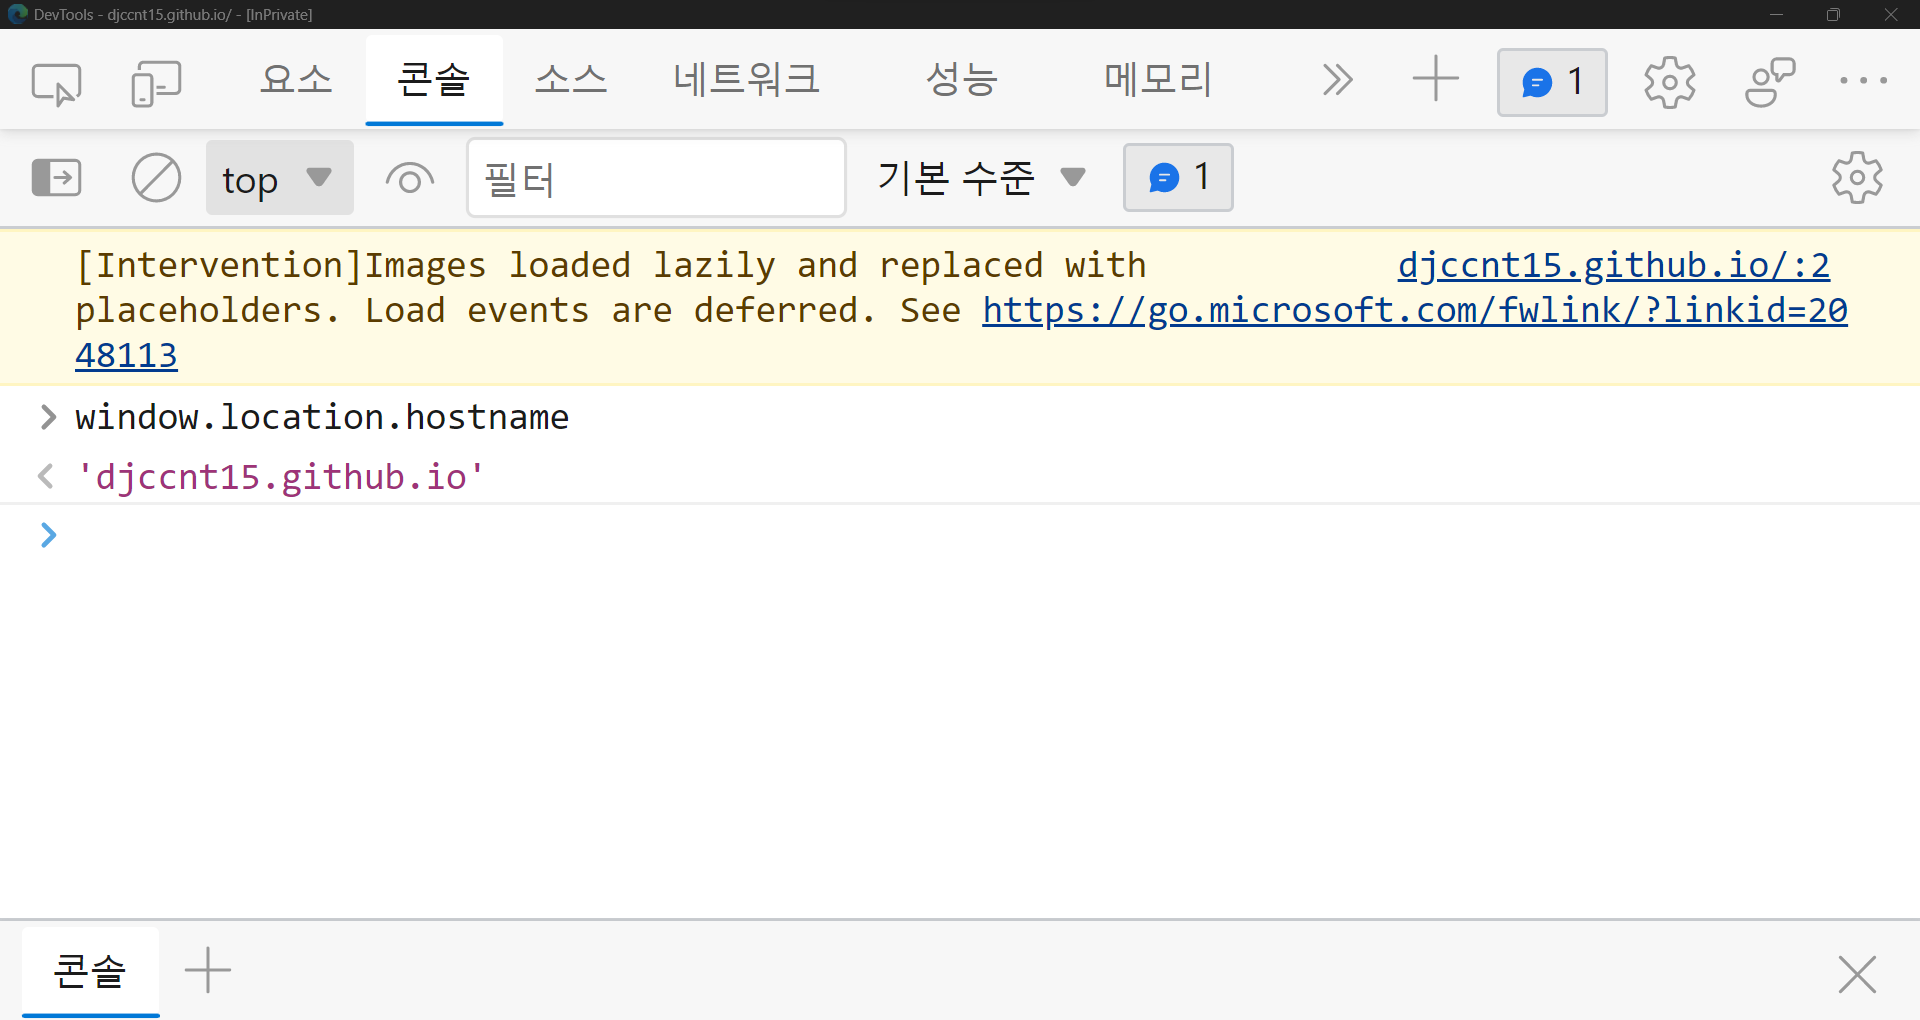 DevTools - djccnt15.github.io/ - [InPrivate]
요소 콘솔 소스 네트워크 성능 메모리 1
top 필터 기본 수준 1
[Intervention]Images loaded lazily and replaced with djccnt15.github.io/:2
placeholders. Load events are deferred. See https://go.microsoft.com/fwlink/?linkid=20
48113
window.location.hostname
'djccnt15.github.io'
콘솔